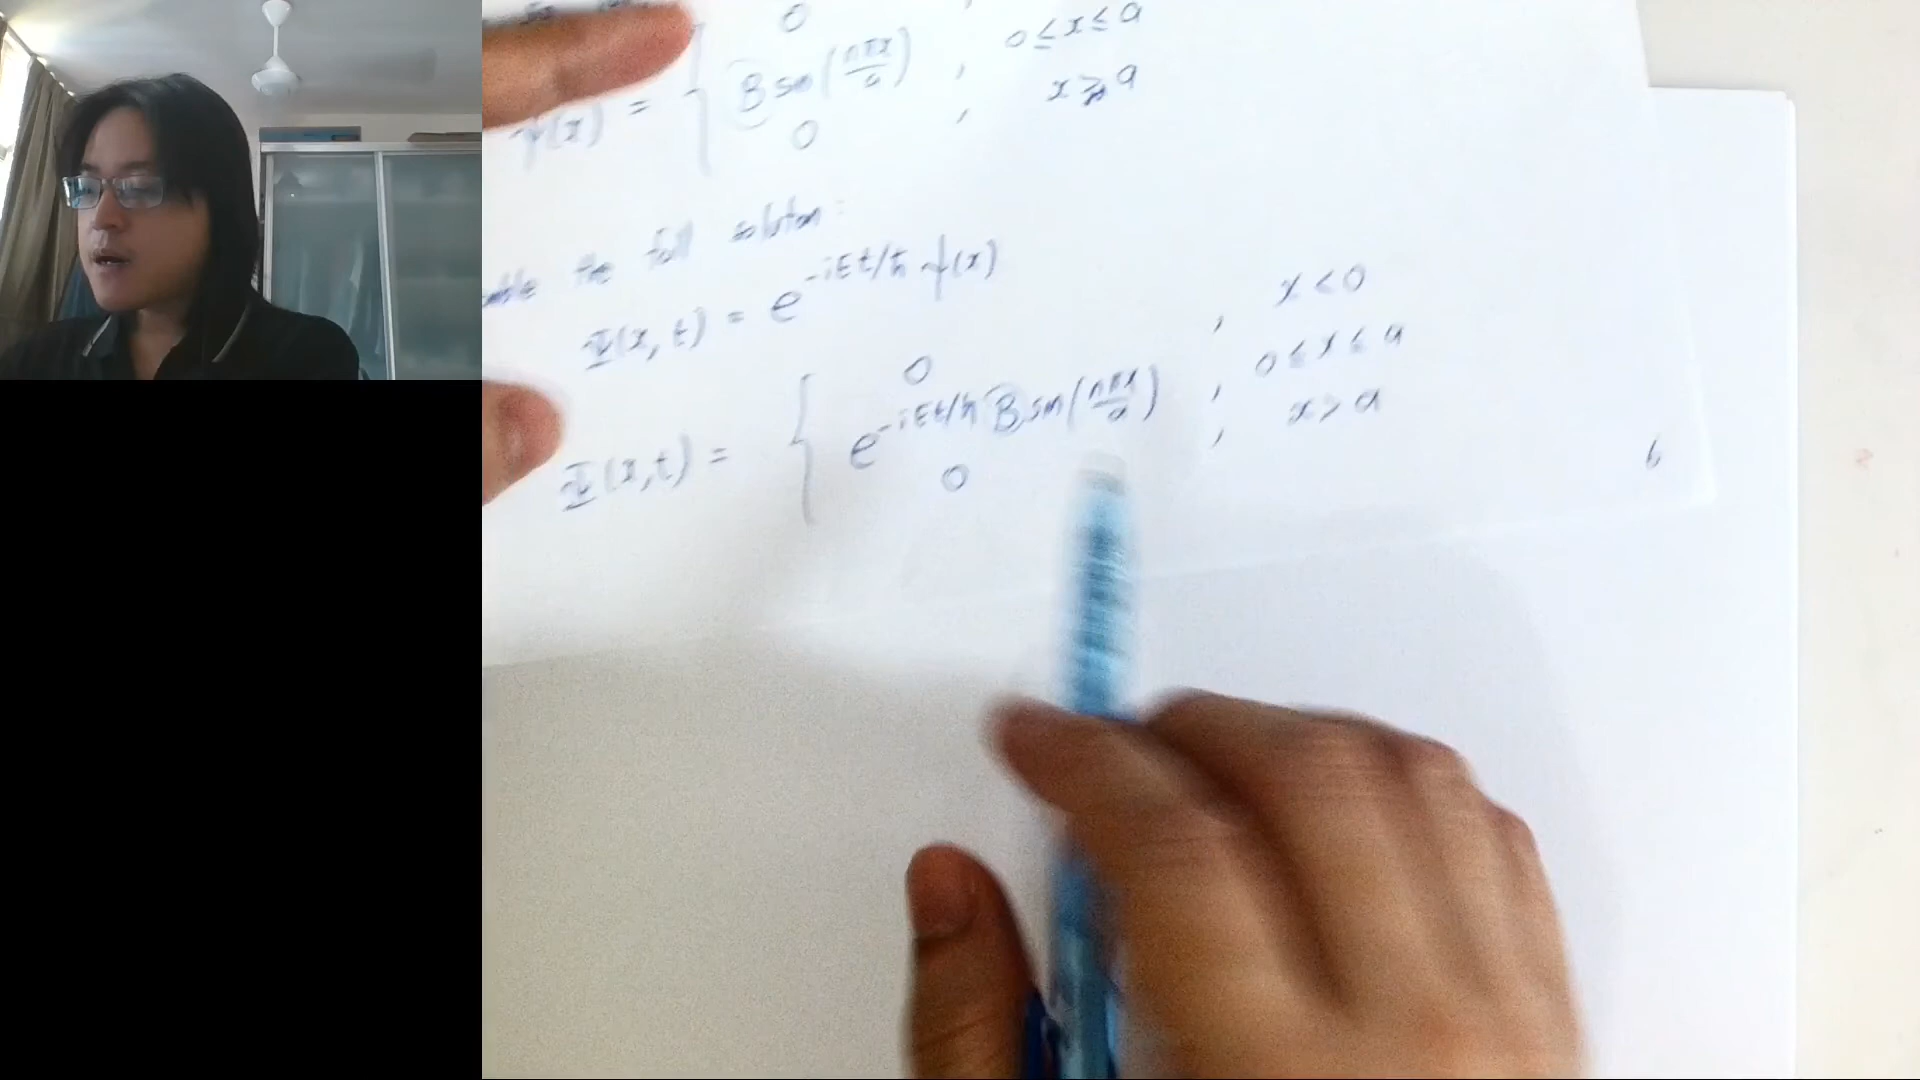 0 ,
ψ(x) = { B sin(nπx/a) , 0 ≤ x ≤ a
0 , x ≥ a
the full solution:
Ψ(x, t) = e^{-iEt/ħ} ψ(x)
0 , x < 0
Ψ(x,t) = { e^{-iEt/ħ} B sin(nπx/a) , 0 ≤ x ≤ a
0 , x > a
6